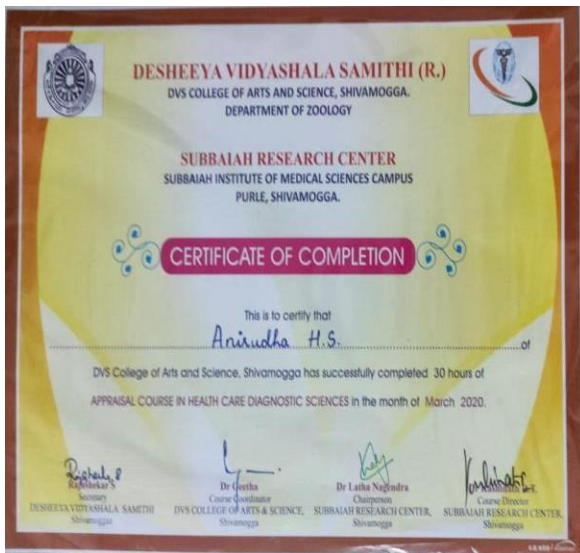 DESHEEYA VIDYASHALA SAMITHI (R.)
DVS COLLEGE OF ARTS AND SCIENCE, SHIVAMOGGA.
DEPARTMENT OF ZOOLOGY
SUBBAIAH RESEARCH CENTER
SUBBAIAH INSTITUTE OF MEDICAL SCIENCES CAMPUS
PURLE, SHIVAMOGGA.
CERTIFICATE OF COMPLETION
This is to certify that
Anirudha H.S.
of
DVS College of Arts and Science, Shivamogga has successfully completed 30 hours of
APPRAISAL COURSE IN HEALTH CARE DIAGNOSTIC SCIENCES in the month of March 2020.
Rajashekar S
Secretary
DESHEEYA VIDYASHALA SAMITHI
Shivamogga
Dr Geetha
Course Coordinator
DVS COLLEGE OF ARTS & SCIENCE,
Shivamogga
Dr Latha Nagendra
Chairperson
SUBBAIAH RESEARCH CENTER,
Shivamogga
Course Director
SUBBAIAH RESEARCH CENTER,
Shivamogga